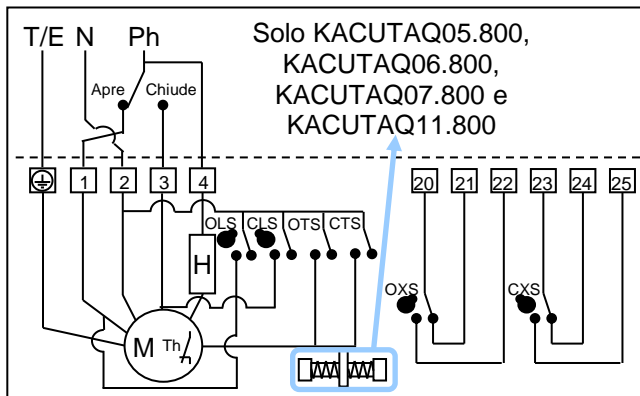 T/E N Ph
Solo KACUTAQ05.800,
KACUTAQ06.800,
KACUTAQ07.800 e
KACUTAQ11.800
Apre Chiude
1 2 3 4 20 21 22 23 24 25
OLS CLS OTS CTS
H
OXS CXS
M Th